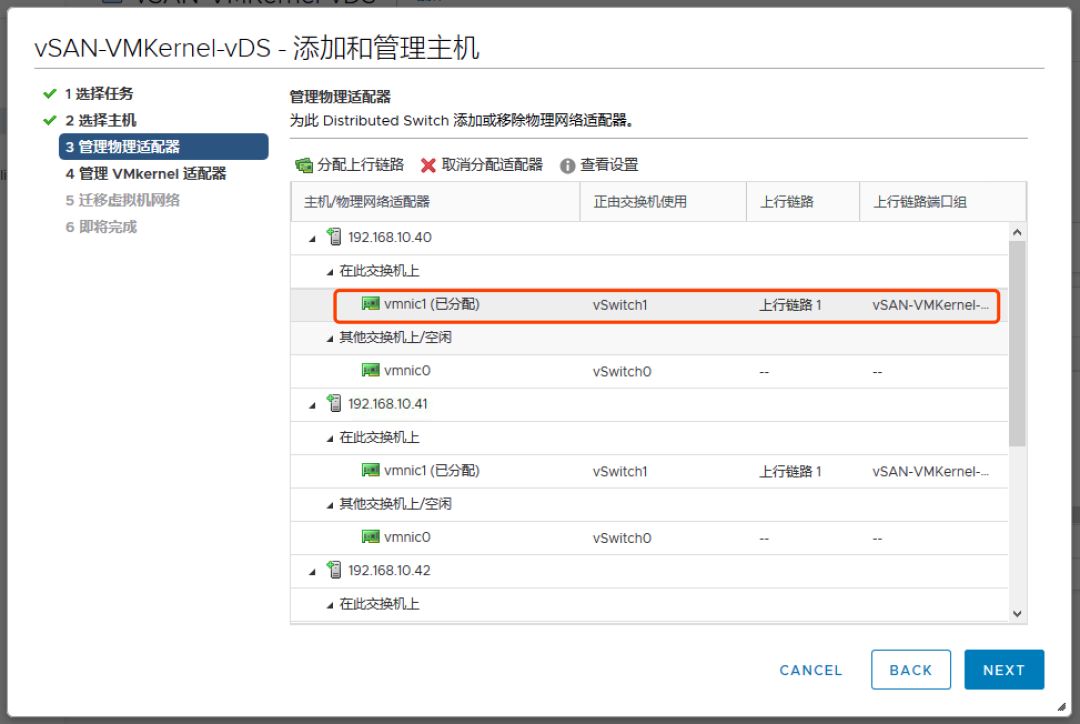 vSAN-VMKernel-vDS - 添加和管理主机
1 选择任务
2 选择主机
3 管理物理适配器
4 管理 VMkernel 适配器
5 迁移虚拟机网络
6 即将完成
管理物理适配器
为此 Distributed Switch 添加或移除物理网络适配器。
分配上行链路 取消分配适配器 查看设置
主机/物理网络适配器 正由交换机使用 上行链路 上行链路端口组
192.168.10.40
在此交换机上
vmnic1 (已分配) vSwitch1 上行链路 1 vSAN-VMKernel-...
其他交换机上/空闲
vmnic0 vSwitch0 -- --
192.168.10.41
在此交换机上
vmnic1 (已分配) vSwitch1 上行链路 1 vSAN-VMKernel-...
其他交换机上/空闲
vmnic0 vSwitch0 -- --
192.168.10.42
在此交换机上
CANCEL BACK NEXT